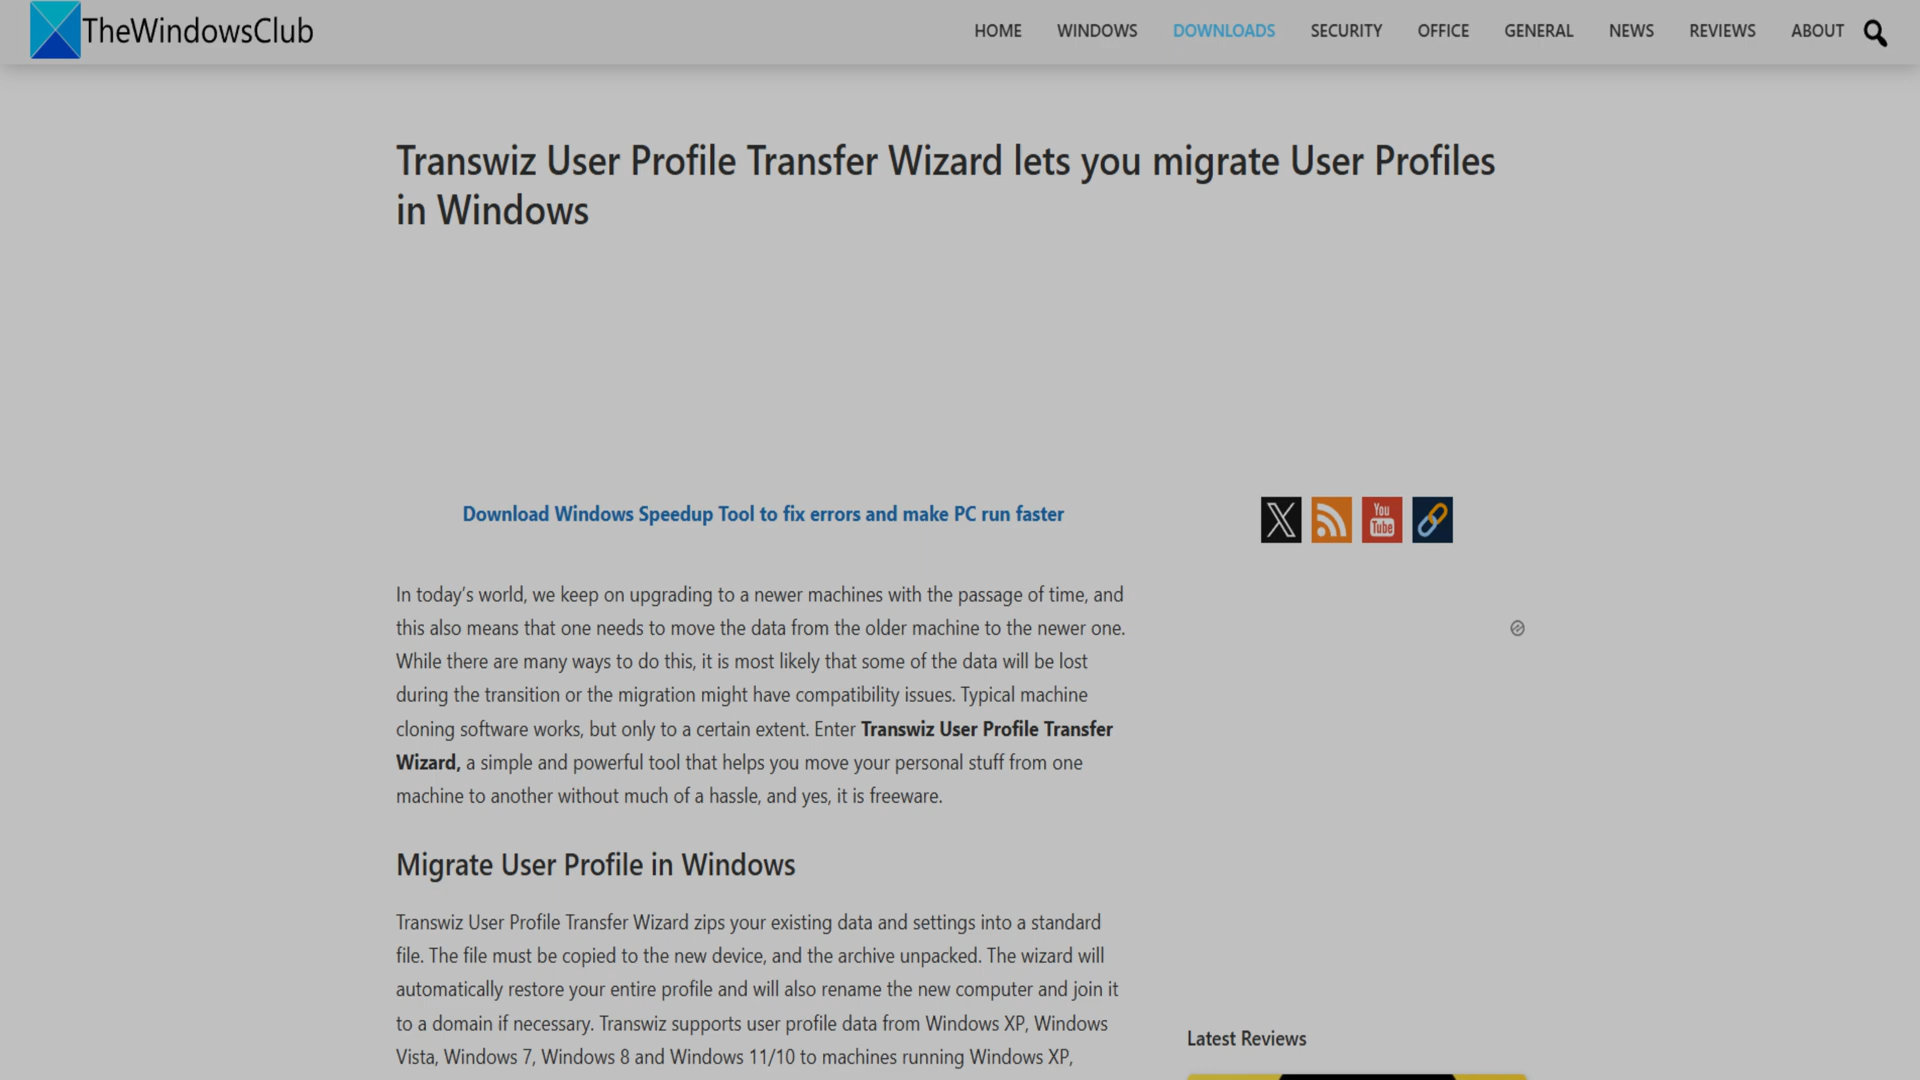 TheWindowsClub
HOME WINDOWS DOWNLOADS SECURITY OFFICE GENERAL NEWS REVIEWS ABOUT
Transwiz User Profile Transfer Wizard lets you migrate User Profiles
in Windows
Download Windows Speedup Tool to fix errors and make PC run faster
You
Tube
In today’s world, we keep on upgrading to a newer machines with the passage of time, and
this also means that one needs to move the data from the older machine to the newer one.
While there are many ways to do this, it is most likely that some of the data will be lost
during the transition or the migration might have compatibility issues. Typical machine
cloning software works, but only to a certain extent. Enter Transwiz User Profile Transfer
Wizard, a simple and powerful tool that helps you move your personal stuff from one
machine to another without much of a hassle, and yes, it is freeware.
Migrate User Profile in Windows
Transwiz User Profile Transfer Wizard zips your existing data and settings into a standard
file. The file must be copied to the new device, and the archive unpacked. The wizard will
automatically restore your entire profile and will also rename the new computer and join it
to a domain if necessary. Transwiz supports user profile data from Windows XP, Windows
Vista, Windows 7, Windows 8 and Windows 11/10 to machines running Windows XP,
Latest Reviews